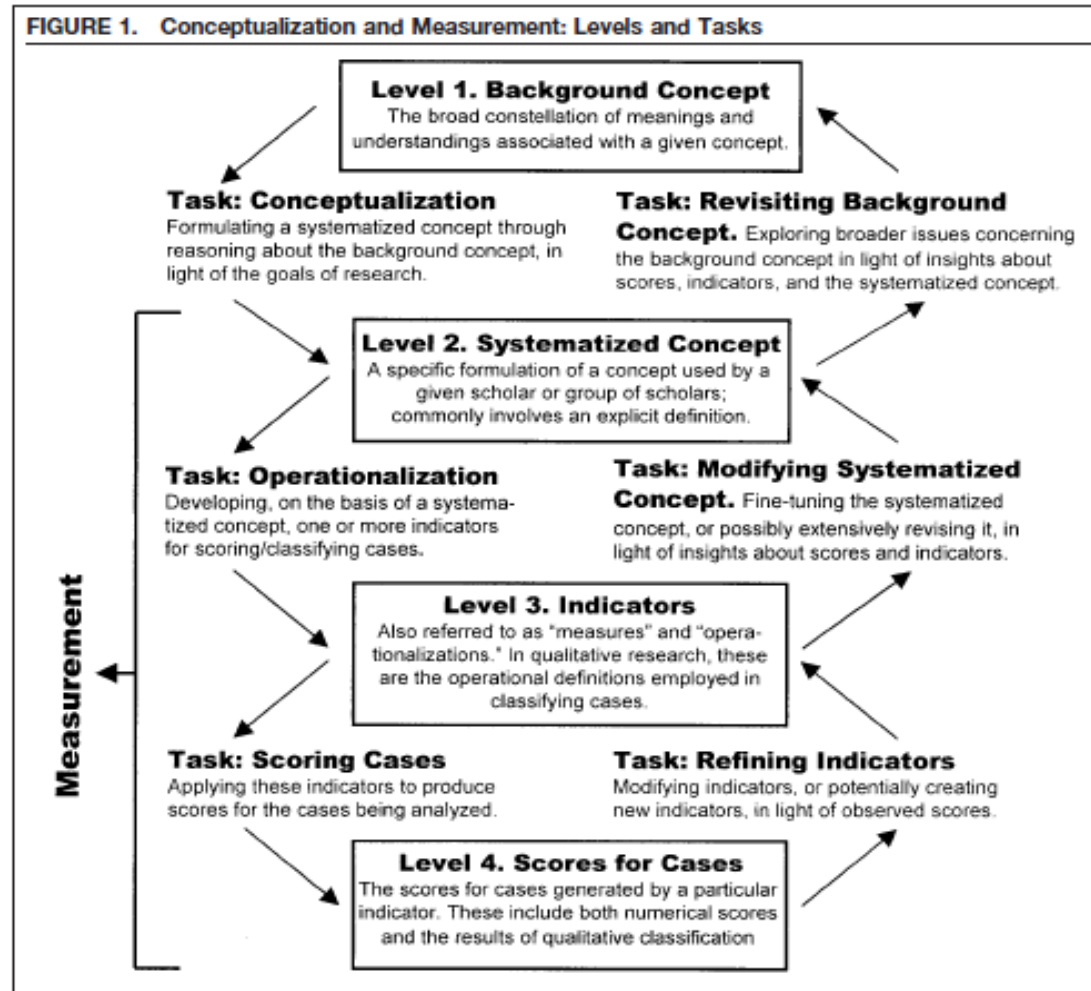 FIGURE 1. Conceptualization and Measurement: Levels and Tasks
Level 1. Background Concept
The broad constellation of meanings and
understandings associated with a given concept.
Task: Conceptualization
Formulating a systematized concept through
reasoning about the background concept, in
light of the goals of research.
Task: Revisiting Background
Concept. Exploring broader issues concerning
the background concept in light of insights about
scores, indicators, and the systematized concept.
Level 2. Systematized Concept
A specific formulation of a concept used by a
given scholar or group of scholars;
commonly involves an explicit definition.
Task: Operationalization
Developing, on the basis of a systema-
tized concept, one or more indicators
for scoring/classifying cases.
Task: Modifying Systematized
Concept. Fine-tuning the systematized
concept, or possibly extensively revising it, in
light of insights about scores and indicators.
Measurement
Level 3. Indicators
Also referred to as "measures" and "opera-
tionalizations." In qualitative research, these
are the operational definitions employed in
classifying cases.
Task: Scoring Cases
Applying these indicators to produce
scores for the cases being analyzed.
Task: Refining Indicators
Modifying indicators, or potentially creating
new indicators, in light of observed scores.
Level 4. Scores for Cases
The scores for cases generated by a particular
indicator. These include both numerical scores
and the results of qualitative classification